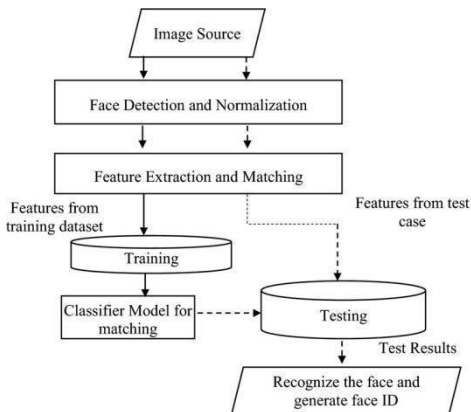 Image Source
Face Detection and Normalization
Feature Extraction and Matching
Features from
training dataset
Features from test
case
Training
Classifier Model for
matching
Testing
Test Results
Recognize the face and
generate face ID